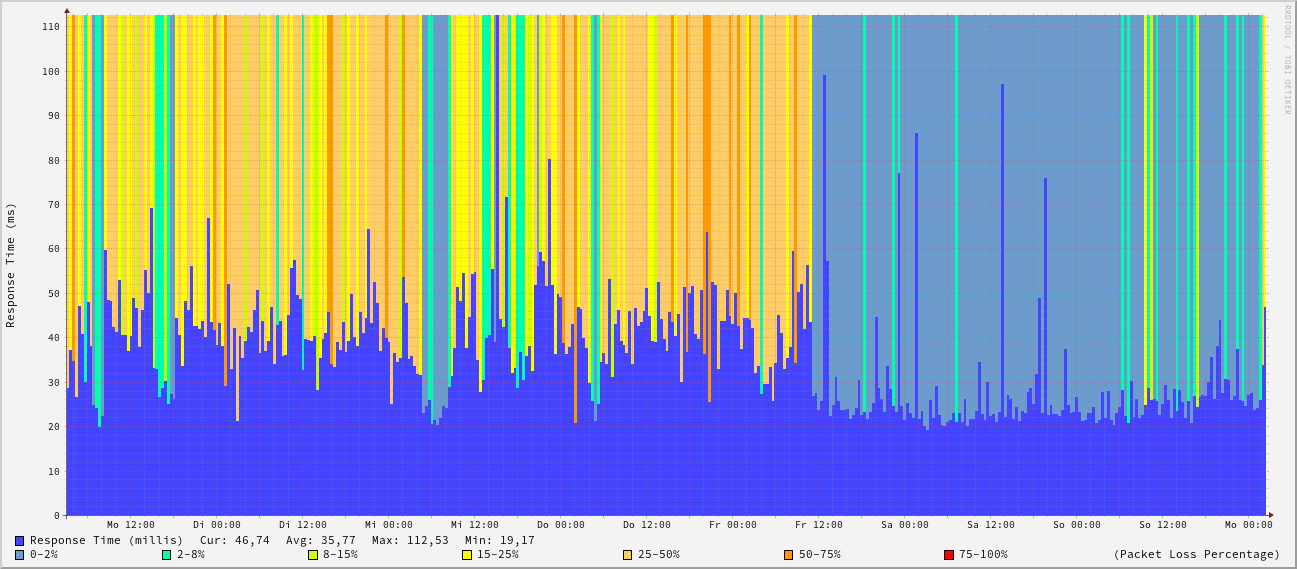 RRDTOOL / TOBI OETIKER
Response Time (ms)
110
100
90
80
70
60
50
40
30
20
10
0
Mo 12:00 Di 00:00 Di 12:00 Mi 00:00 Mi 12:00 Do 00:00 Do 12:00 Fr 00:00 Fr 12:00 Sa 00:00 Sa 12:00 So 00:00 So 12:00 Mo 00:00
Response Time (millis) Cur: 46,74 Avg: 35,77 Max: 112,53 Min: 19,17
0-2% 2-8% 8-15% 15-25% 25-50% 50-75% 75-100% (Packet Loss Percentage)